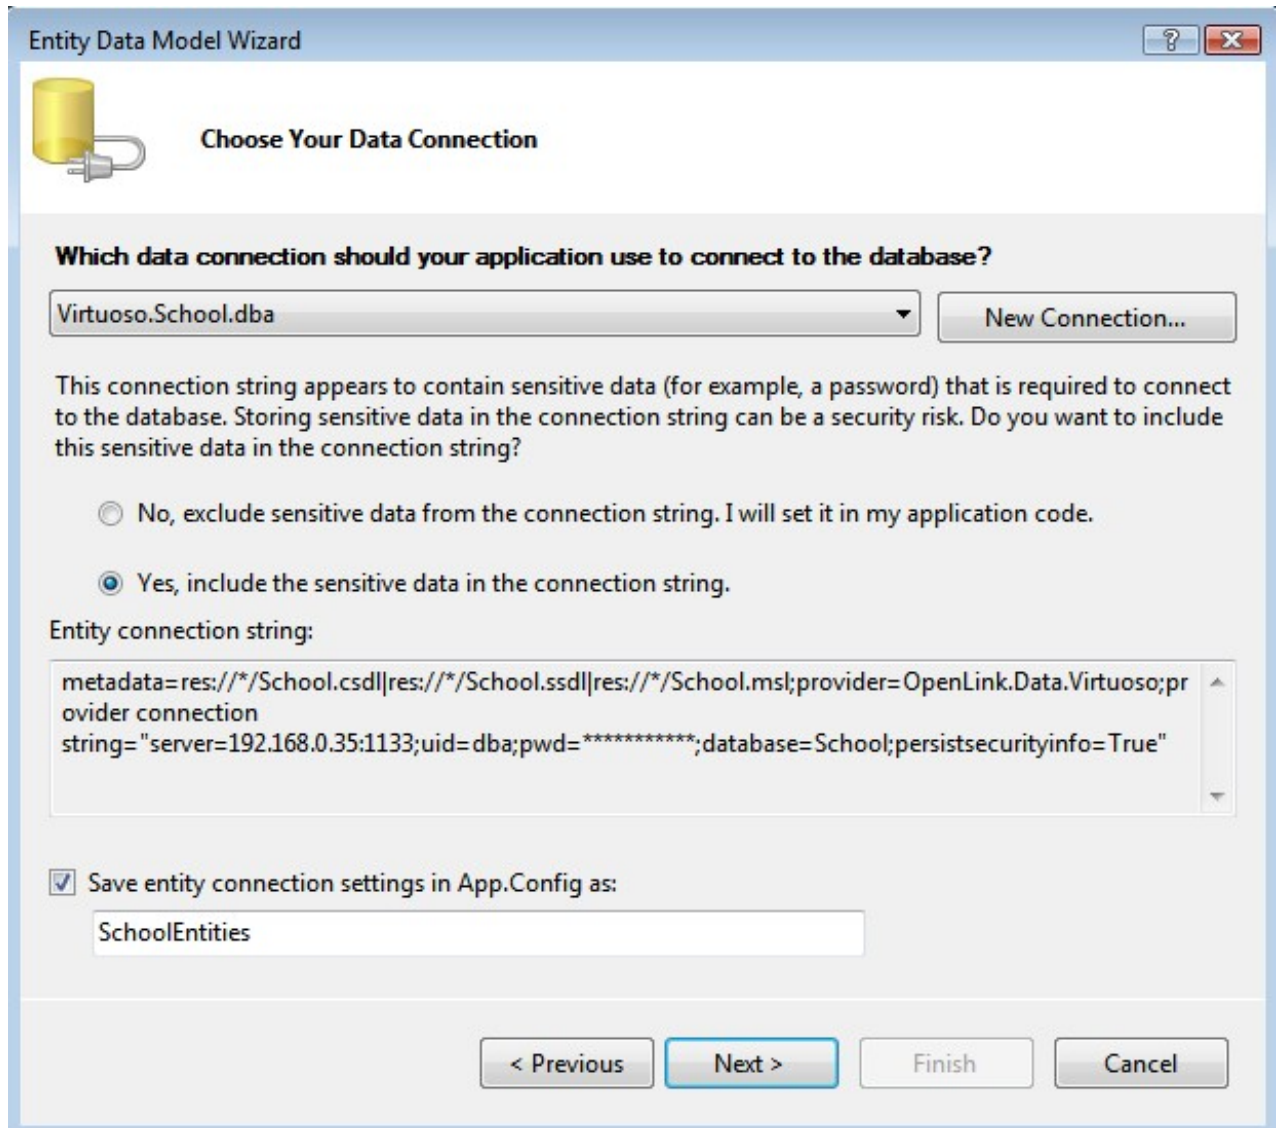 Entity Data Model Wizard
Choose Your Data Connection
Which data connection should your application use to connect to the database?
Virtuoso.School.dba
New Connection...
This connection string appears to contain sensitive data (for example, a password) that is required to connect
to the database. Storing sensitive data in the connection string can be a security risk. Do you want to include
this sensitive data in the connection string?
No, exclude sensitive data from the connection string. I will set it in my application code.
Yes, include the sensitive data in the connection string.
Entity connection string:
metadata=res://*/School.csdl|res://*/School.ssdl|res://*/School.msl;provider=OpenLink.Data.Virtuoso;pr
ovider connection
string="server=192.168.0.35:1133;uid=dba;pwd=***********;database=School;persistsecurityinfo=True"
Save entity connection settings in App.Config as:
SchoolEntities
< Previous
Next >
Finish
Cancel